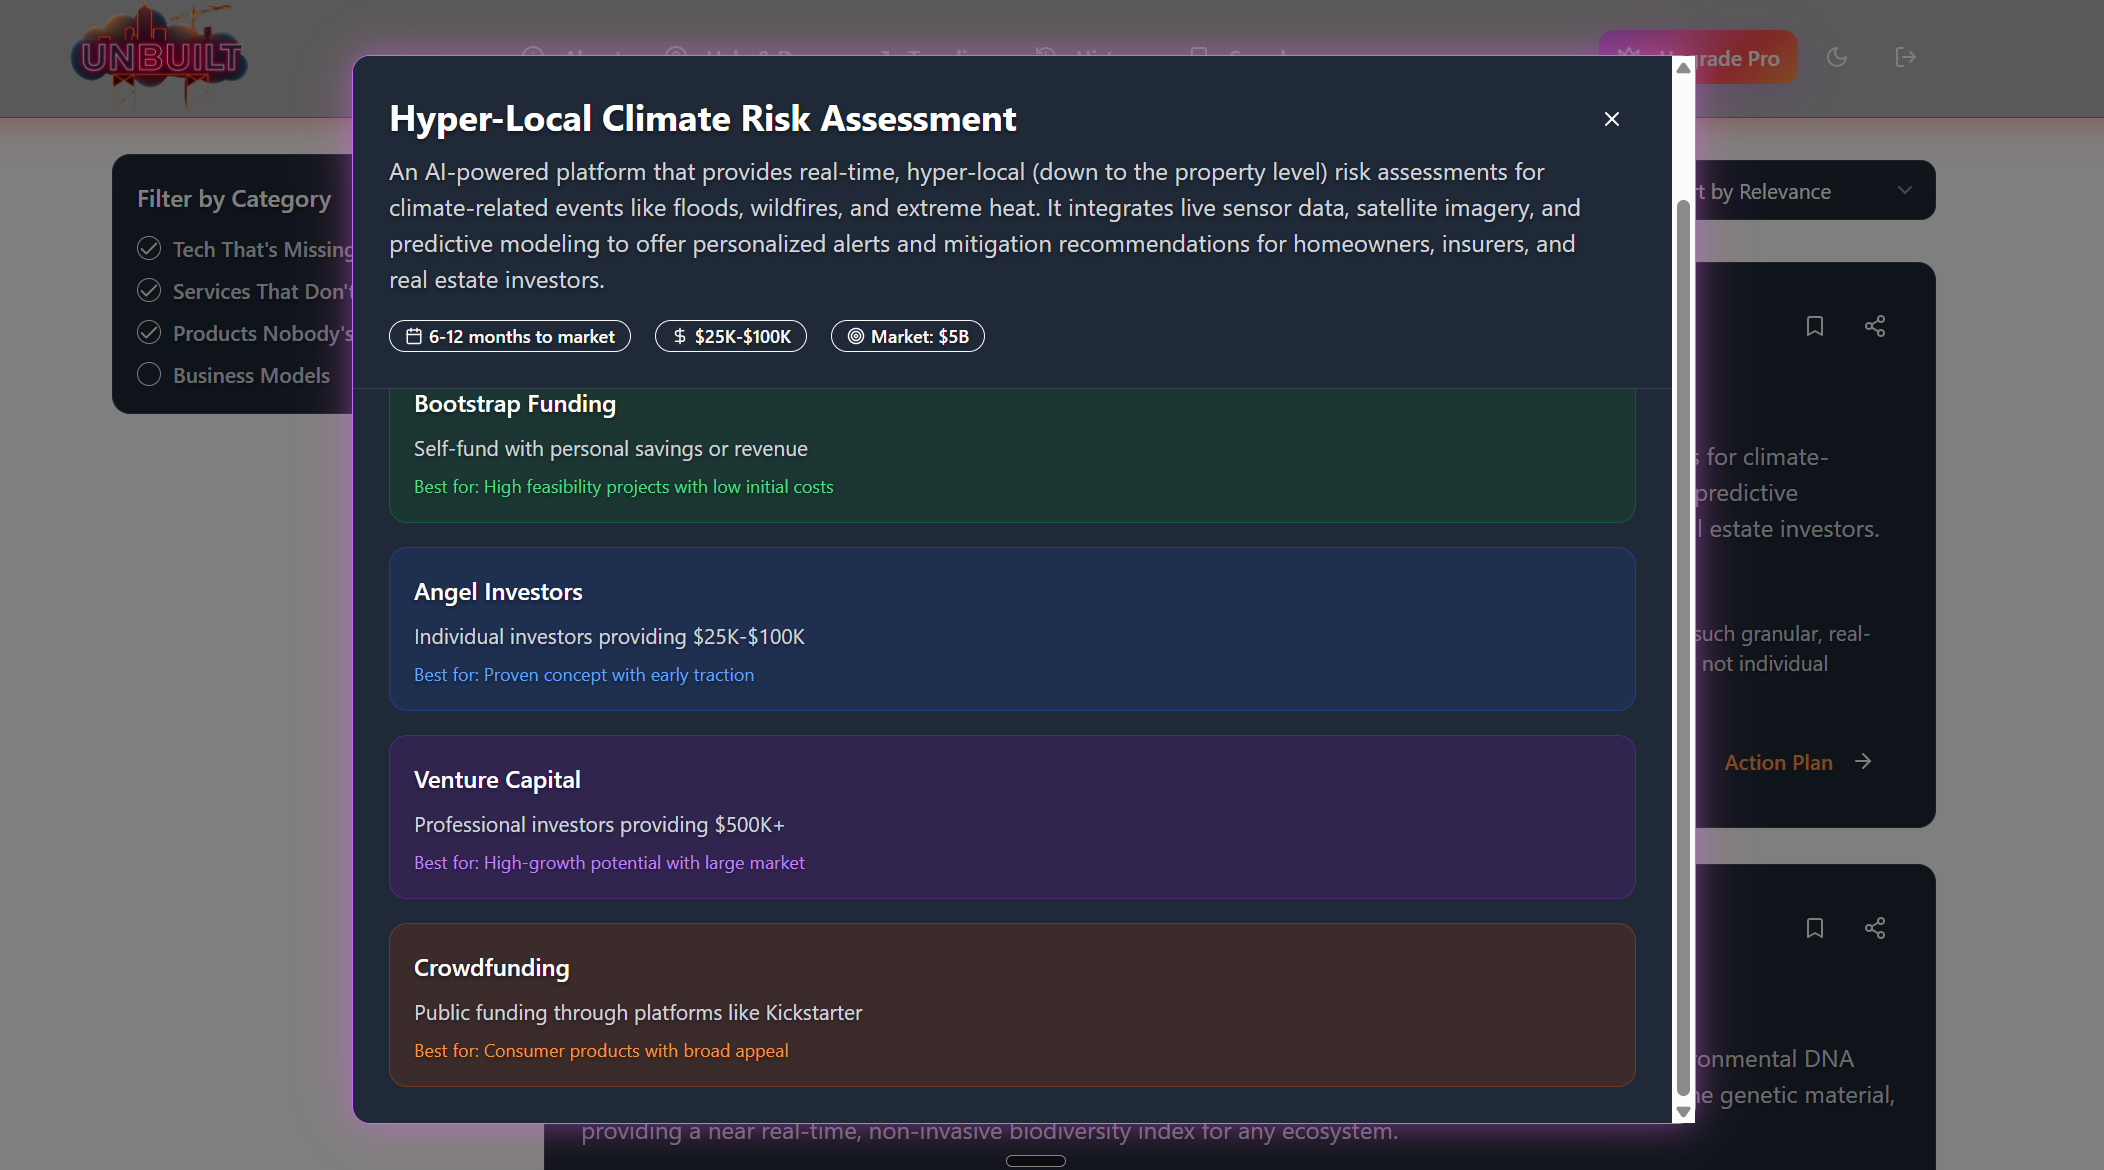 UNBUILT
rade Pro
Hyper-Local Climate Risk Assessment
An AI-powered platform that provides real-time, hyper-local (down to the property level) risk assessments for
climate-related events like floods, wildfires, and extreme heat. It integrates live sensor data, satellite imagery, and
predictive modeling to offer personalized alerts and mitigation recommendations for homeowners, insurers, and
real estate investors.
6-12 months to market
$25K-$100K
Market: $5B
Filter by Category
Tech That's Missing
Services That Don't
Products Nobody's
Business Models
by Relevance
Bootstrap Funding
Self-fund with personal savings or revenue
Best for: High feasibility projects with low initial costs
Angel Investors
Individual investors providing $25K-$100K
Best for: Proven concept with early traction
Venture Capital
Professional investors providing $500K+
Best for: High-growth potential with large market
Crowdfunding
Public funding through platforms like Kickstarter
Best for: Consumer products with broad appeal
for climate-
predictive
estate investors.
such granular, real-
not individual
Action Plan
onmental DNA
genetic material,
providing a near real-time, non-invasive biodiversity index for any ecosystem.